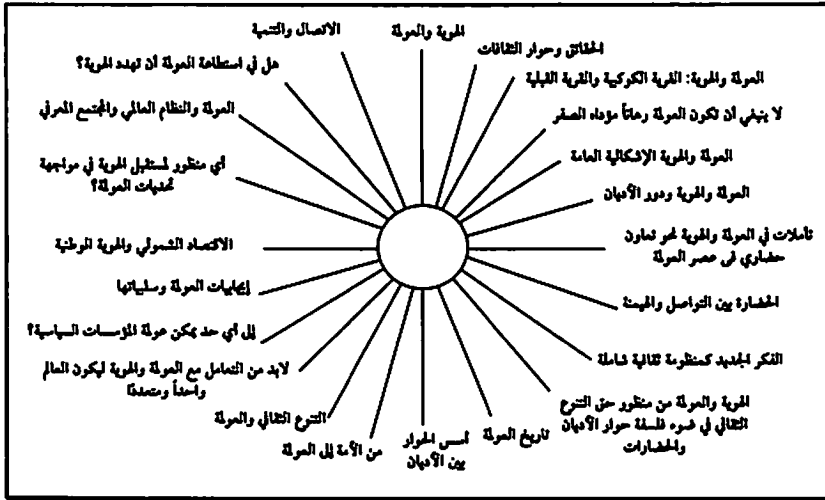 الهوية والعولمة
الحقائق وحوار الثقافات
العولمة والهوية: القرية الكوكبية والقرية القبلية
لا ينبغي أن تكون العولمة رهاناً مؤداه الصفر
العولمة والهوية الإشكالية العامة
العولمة والهوية ودور الأديان
تأملات في العولمة والهوية نحو تعاون
حضاري فى عصر العولمة
الحضارة بين التواصل والهيمنة
الفكر الجديد كمنظومة ثقافية شاملة
الهوية والعولمة من منظور حق التنوع
الثقالي في ضوء فلسفة حوار الأديان
والحضارات
تاريخ العولمة
أسس الحوار
بين الأديان
من الأمة إلى العولمة
التنوع الثقالي والعولمة
لابد من التعامل مع العولمة والهوية ليكون العالم
واحداً ومتعددًا
إلى أي حد يمكن عولمة المؤسسات السياسية؟
إيجابيات العولمة وسلبياتها
الاقتصاد الشمولي والهوية الوطنية
أي منظور لمستقبل الهوية في مواجهة
تحديات العولمة؟
العولمة والنظام العالمي والمجتمع المعرفي
هل في استطاعة العولمة أن تهدد الهوية؟
الاتصال والتنمية